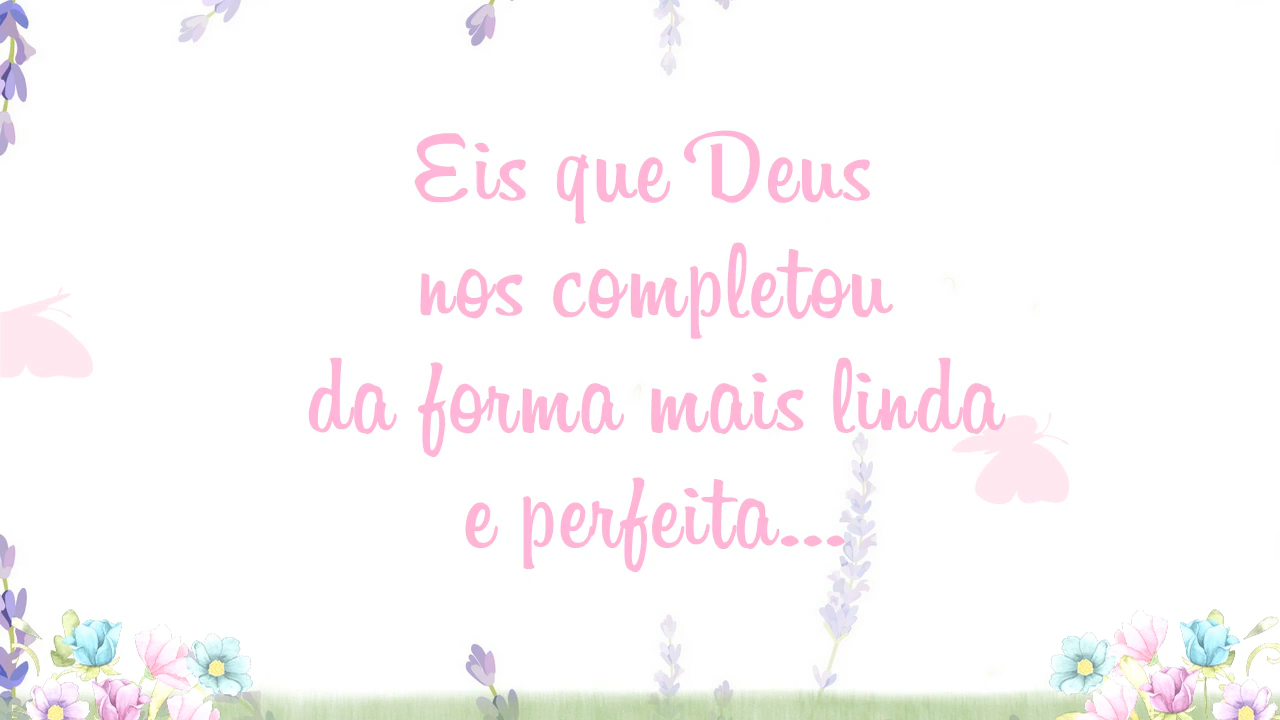 Eis que Deus
nos completou
da forma mais linda
e perfeita...